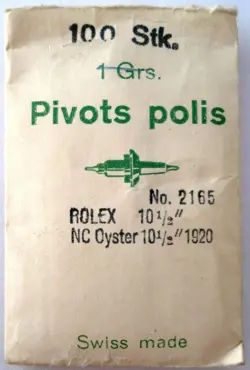 100 Stk.
1 Grs.
Pivots polis
No. 2165
ROLEX 10 1/2"
NC Oyster 10 1/2" 1920
Swiss made